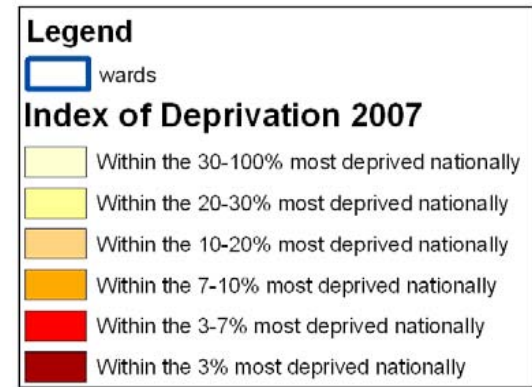 Legend
wards
Index of Deprivation 2007
Within the 30-100% most deprived nationally
Within the 20-30% most deprived nationally
Within the 10-20% most deprived nationally
Within the 7-10% most deprived nationally
Within the 3-7% most deprived nationally
Within the 3% most deprived nationally